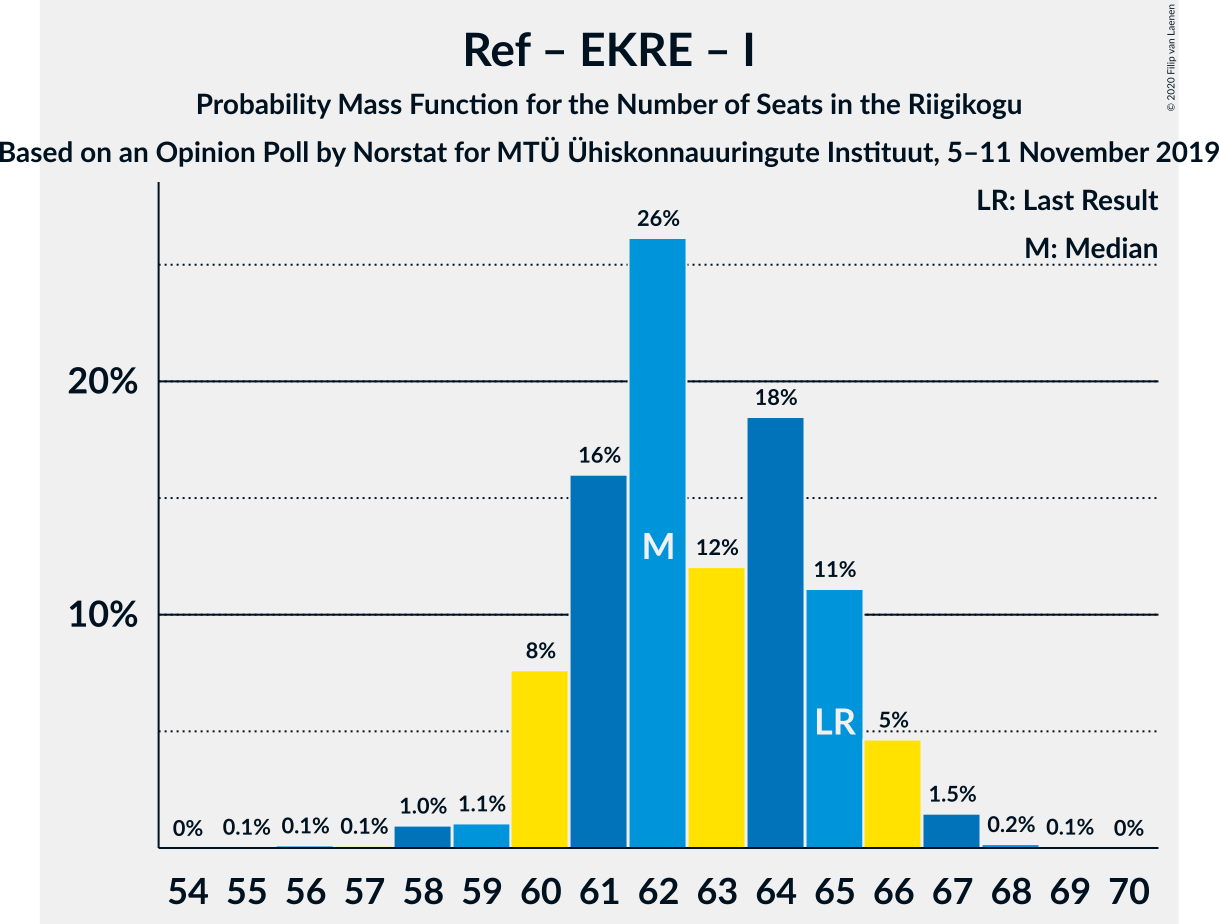 Ref – EKRE – I
Probability Mass Function for the Number of Seats in the Riigikogu
Based on an Opinion Poll by Norstat for MTÜ Ühiskonnauuringute Instituut, 5–11 November 2019
© 2020 Filip van Laenen
LR: Last Result
M: Median
26%
20%
18%
16%
M
12%
11%
10%
8%
LR
5%
1.5%
1.0%
1.1%
0%
0.1%
0.1%
0.1%
0.2%
0.1%
0%
54 55 56 57 58 59 60 61 62 63 64 65 66 67 68 69 70